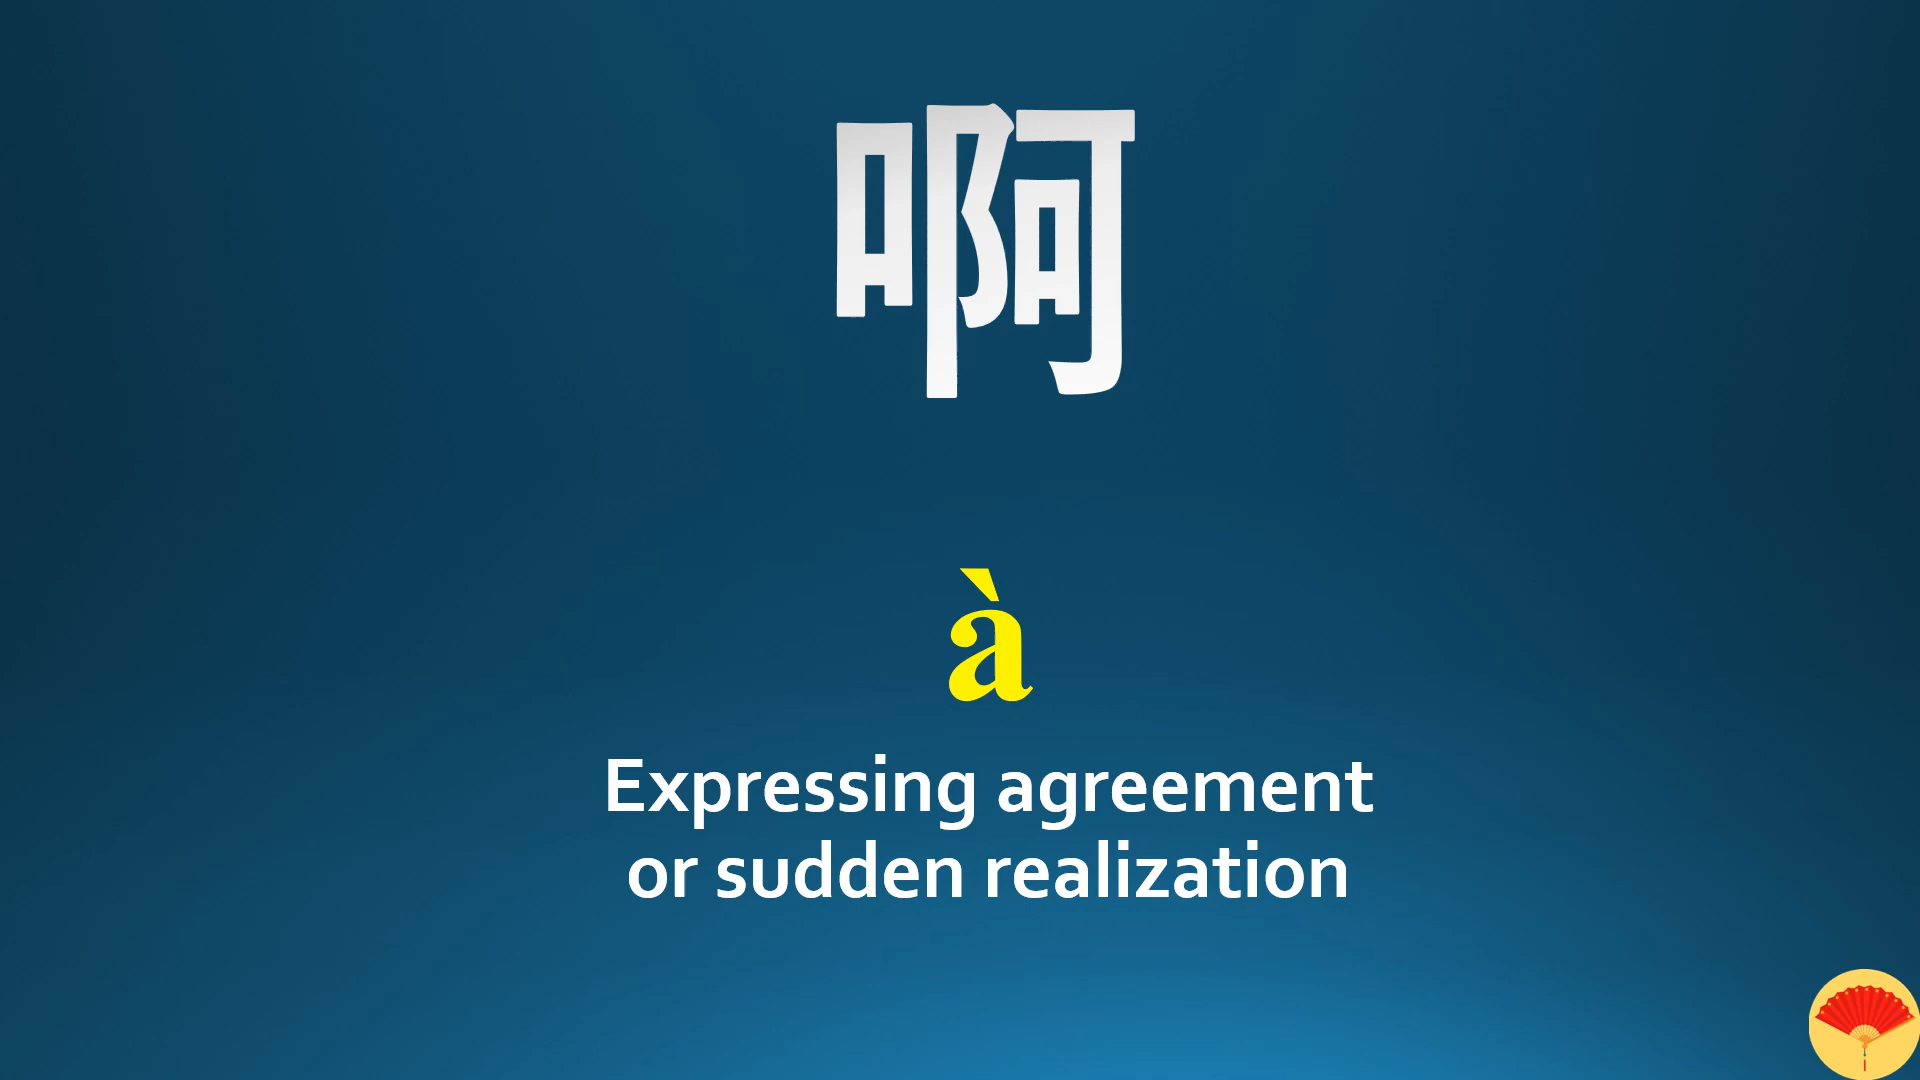 啊
à
Expressing agreement
or sudden realization